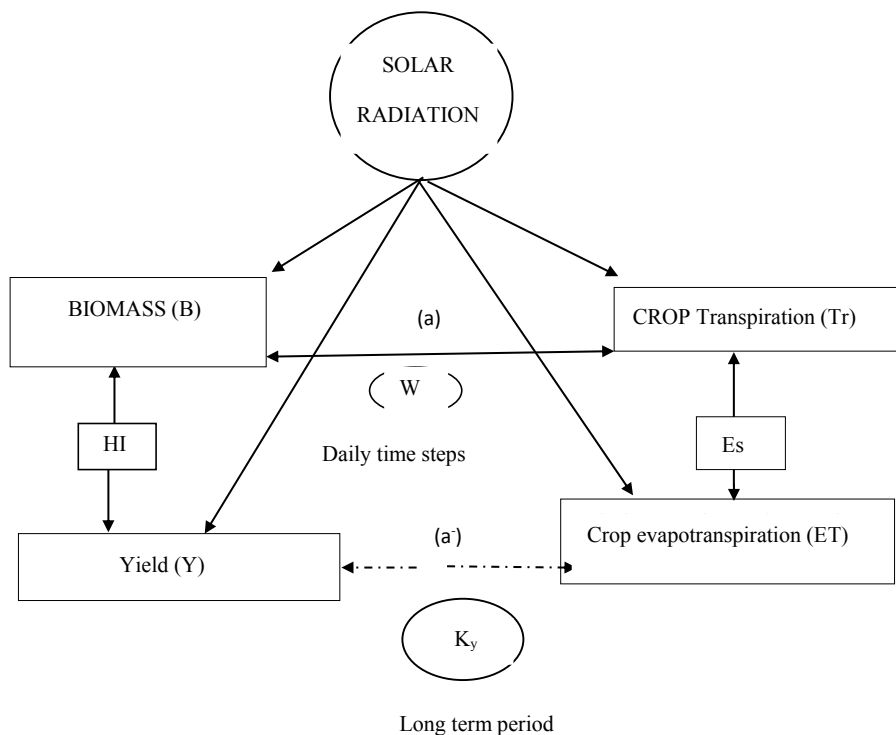 SOLAR
RADIATION
BIOMASS (B)
(a)
CROP Transpiration (Tr)
W
HI
Es
Daily time steps
(a-)
Crop evapotranspiration (ET)
Yield (Y)
Ky
Long term period